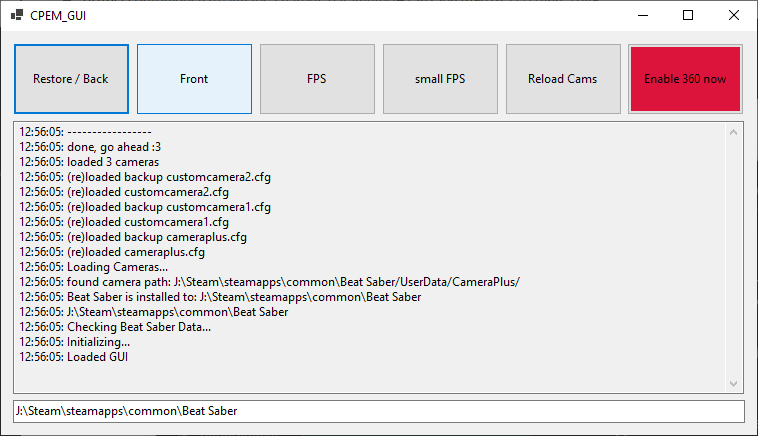 CPEM_GUI
Restore / Back
Front
FPS
small FPS
Reload Cams
Enable 360 now
12:56:05: -----------------
12:56:05: done, go ahead :3
12:56:05: loaded 3 cameras
12:56:05: (re)loaded backup customcamera2.cfg
12:56:05: (re)loaded customcamera2.cfg
12:56:05: (re)loaded backup customcamera1.cfg
12:56:05: (re)loaded customcamera1.cfg
12:56:05: (re)loaded backup cameraplus.cfg
12:56:05: (re)loaded cameraplus.cfg
12:56:05: Loading Cameras...
12:56:05: found camera path: J:\Steam\steamapps\common\Beat Saber/UserData/CameraPlus/
12:56:05: Beat Saber is installed to: J:\Steam\steamapps\common\Beat Saber
12:56:05: J:\Steam\steamapps\common\Beat Saber
12:56:05: Checking Beat Saber Data...
12:56:05: Initializing...
12:56:05: Loaded GUI
J:\Steam\steamapps\common\Beat Saber